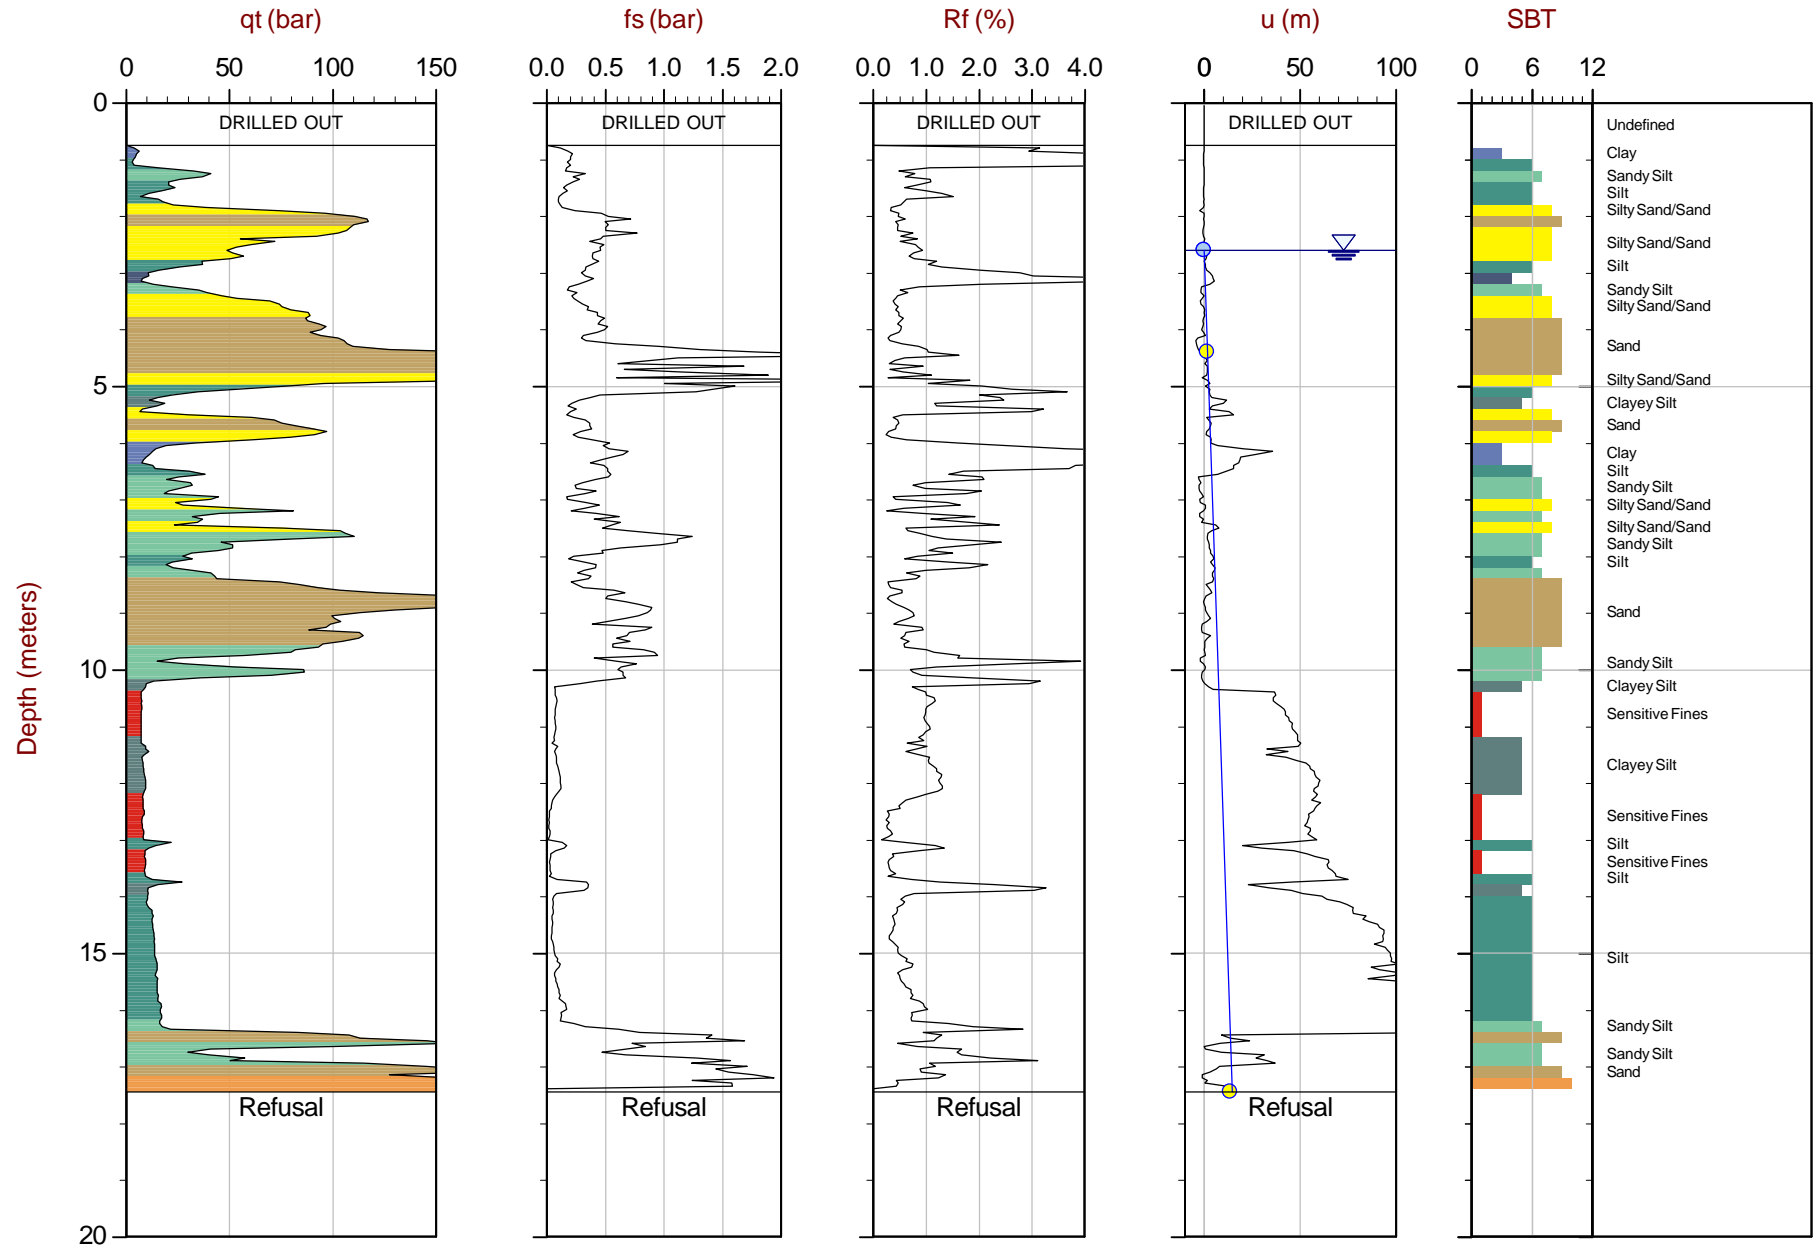 qt (bar) fs (bar) Rf (%) u (m) SBT
0 50 100 150 0.0 0.5 1.0 1.5 2.0 0.0 1.0 2.0 3.0 4.0 0 50 100 0 6 12
0
DRILLED OUT DRILLED OUT DRILLED OUT DRILLED OUT
Undefined
Clay
Sandy Silt
Silt
Silty Sand/Sand
Silty Sand/Sand
Silt
Sandy Silt
Silty Sand/Sand
Sand
Silty Sand/Sand
5
Clayey Silt
Sand
Clay
Silt
Sandy Silt
Silty Sand/Sand
Silty Sand/Sand
Sandy Silt
Silt
Sand
Depth (meters)
Sandy Silt
10
Clayey Silt
Sensitive Fines
Clayey Silt
Sensitive Fines
Silt
Sensitive Fines
Silt
15
Silt
Sandy Silt
Sandy Silt
Sand
Refusal Refusal Refusal Refusal
20